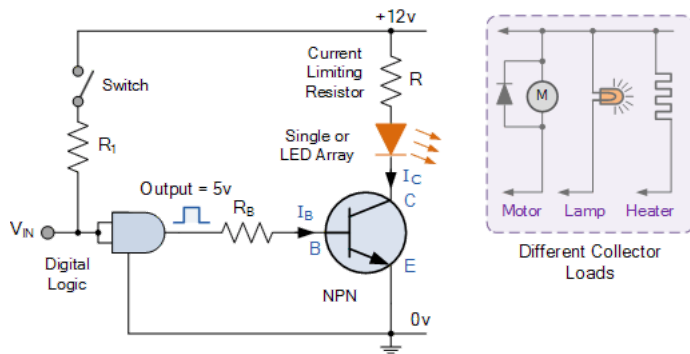 +12v
Switch
Current
Limiting
Resistor
R
R1
Single or
LED Array
IC
C
Output = 5v
VIN
RB
IB
B
E
Digital
Logic
NPN
0v
M
Motor
Lamp
Heater
Different Collector
Loads